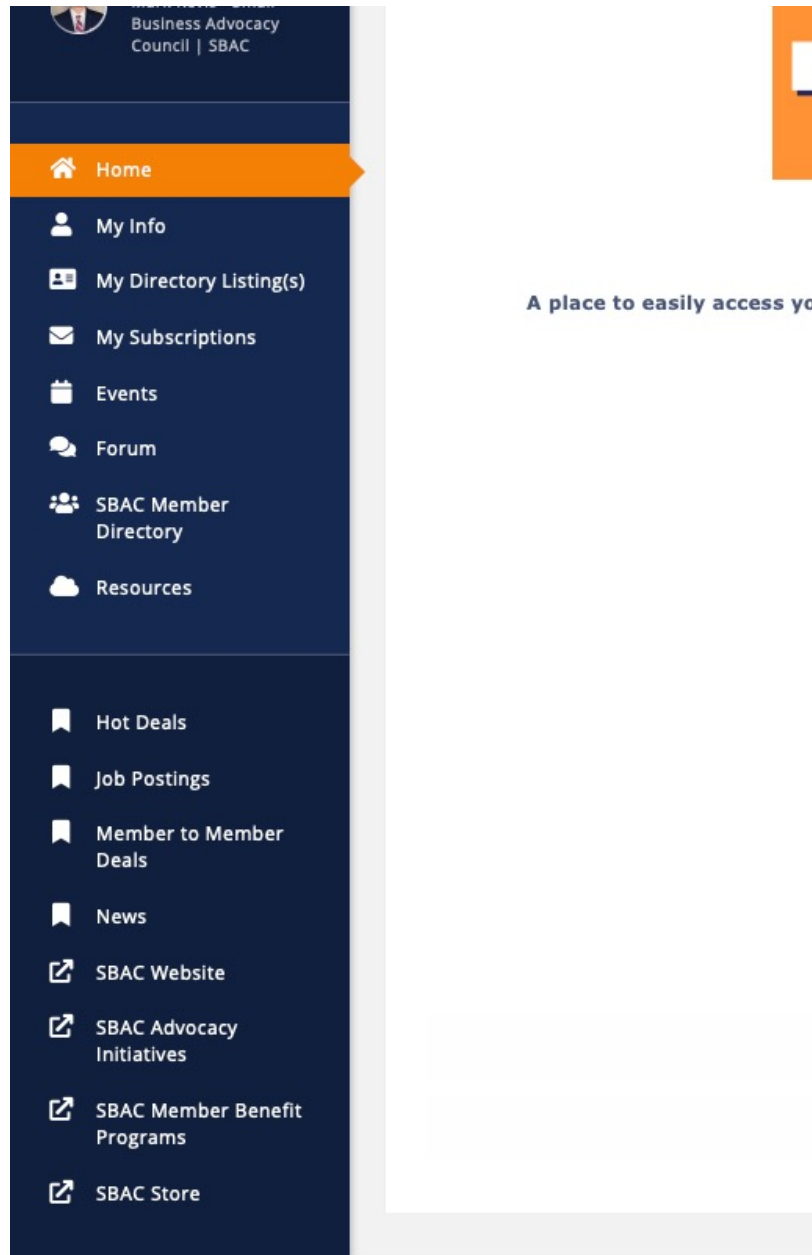 Business Advocacy
Council | SBAC
Home
My Info
My Directory Listing(s)
My Subscriptions
Events
Forum
SBAC Member
Directory
Resources
Hot Deals
Job Postings
Member to Member
Deals
News
SBAC Website
SBAC Advocacy
Initiatives
SBAC Member Benefit
Programs
SBAC Store
A place to easily access yo